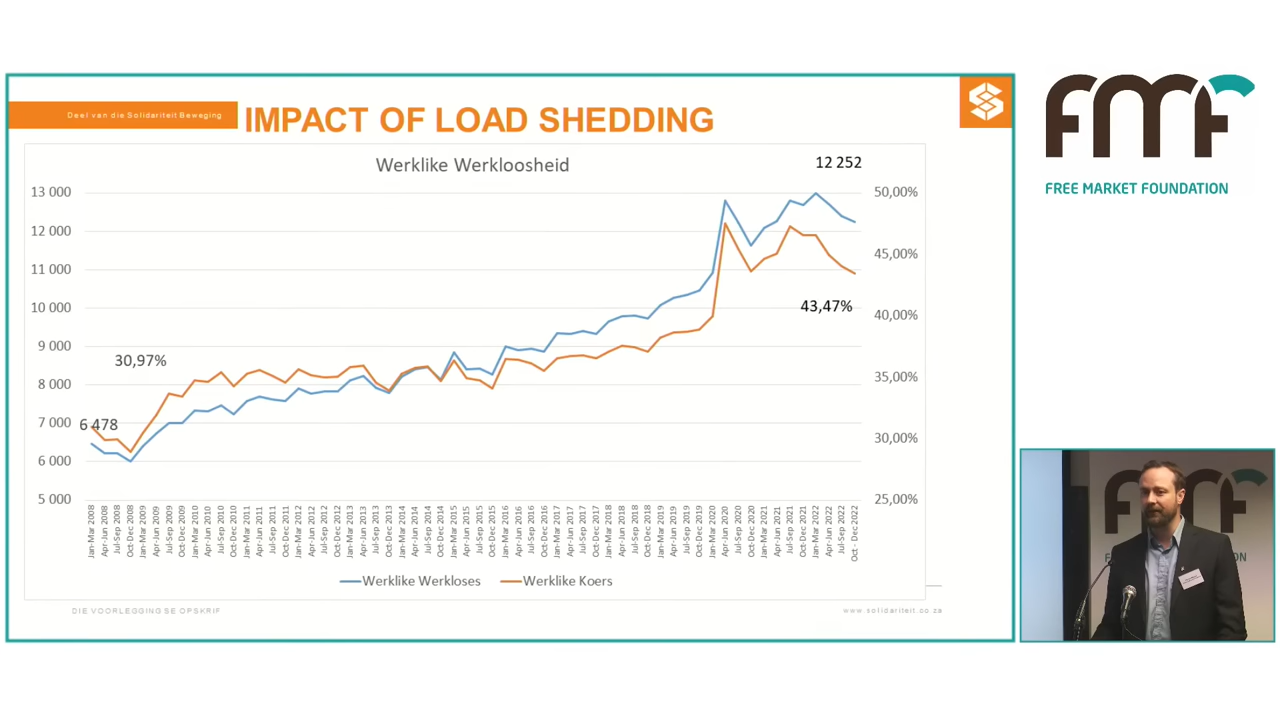 Deel van die Solidariteit Beweging
IMPACT OF LOAD SHEDDING
Werklike Werkloosheid
12 252
13 000
12 000
11 000
10 000
9 000
8 000
7 000
6 000
5 000
50,00%
45,00%
40,00%
35,00%
30,00%
25,00%
30,97%
6 478
43,47%
Jan-Mar 2008
Apr-Jun 2008
Jul-Sep 2008
Oct-Dec 2008
Jan-Mar 2009
Apr-Jun 2009
Jul-Sep 2009
Oct-Dec 2009
Jan-Mar 2010
Apr-Jun 2010
Jul-Sep 2010
Oct-Dec 2010
Jan-Mar 2011
Apr-Jun 2011
Jul-Sep 2011
Oct-Dec 2011
Jan-Mar 2012
Apr-Jun 2012
Jul-Sep 2012
Oct-Dec 2012
Jan-Mar 2013
Apr-Jun 2013
Jul-Sep 2013
Oct-Dec 2013
Jan-Mar 2014
Apr-Jun 2014
Jul-Sep 2014
Oct-Dec 2014
Jan-Mar 2015
Apr-Jun 2015
Jul-Sep 2015
Oct-Dec 2015
Jan-Mar 2016
Apr-Jun 2016
Jul-Sep 2016
Oct-Dec 2016
Jan-Mar 2017
Apr-Jun 2017
Jul-Sep 2017
Oct-Dec 2017
Jan-Mar 2018
Apr-Jun 2018
Jul-Sep 2018
Oct-Dec 2018
Jan-Mar 2019
Apr-Jun 2019
Jul-Sep 2019
Oct-Dec 2019
Jan-Mar 2020
Apr-Jun 2020
Jul-Sep 2020
Oct-Dec 2020
Jan-Mar 2021
Apr-Jun 2021
Jul-Sep 2021
Oct-Dec 2021
Jan-Mar 2022
Apr-Jun 2022
Jul-Sep 2022
Oct - Dec 2022
Werklike Werkloses
Werklike Koers
DIE VOORLEGGING SE OPSKRIF
www.solidariteit.co.za
FMF
FREE MARKET FOUNDATION
FMF
FOUNDATION